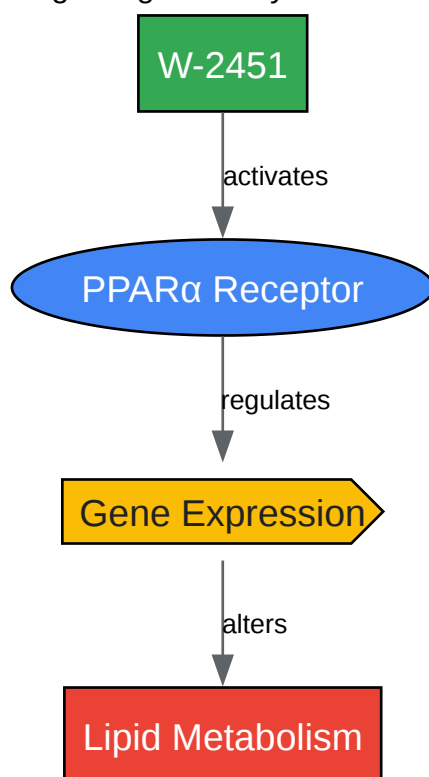 W-2451
activates
PPARα Receptor
regulates
Gene Expression
alters
Lipid Metabolism